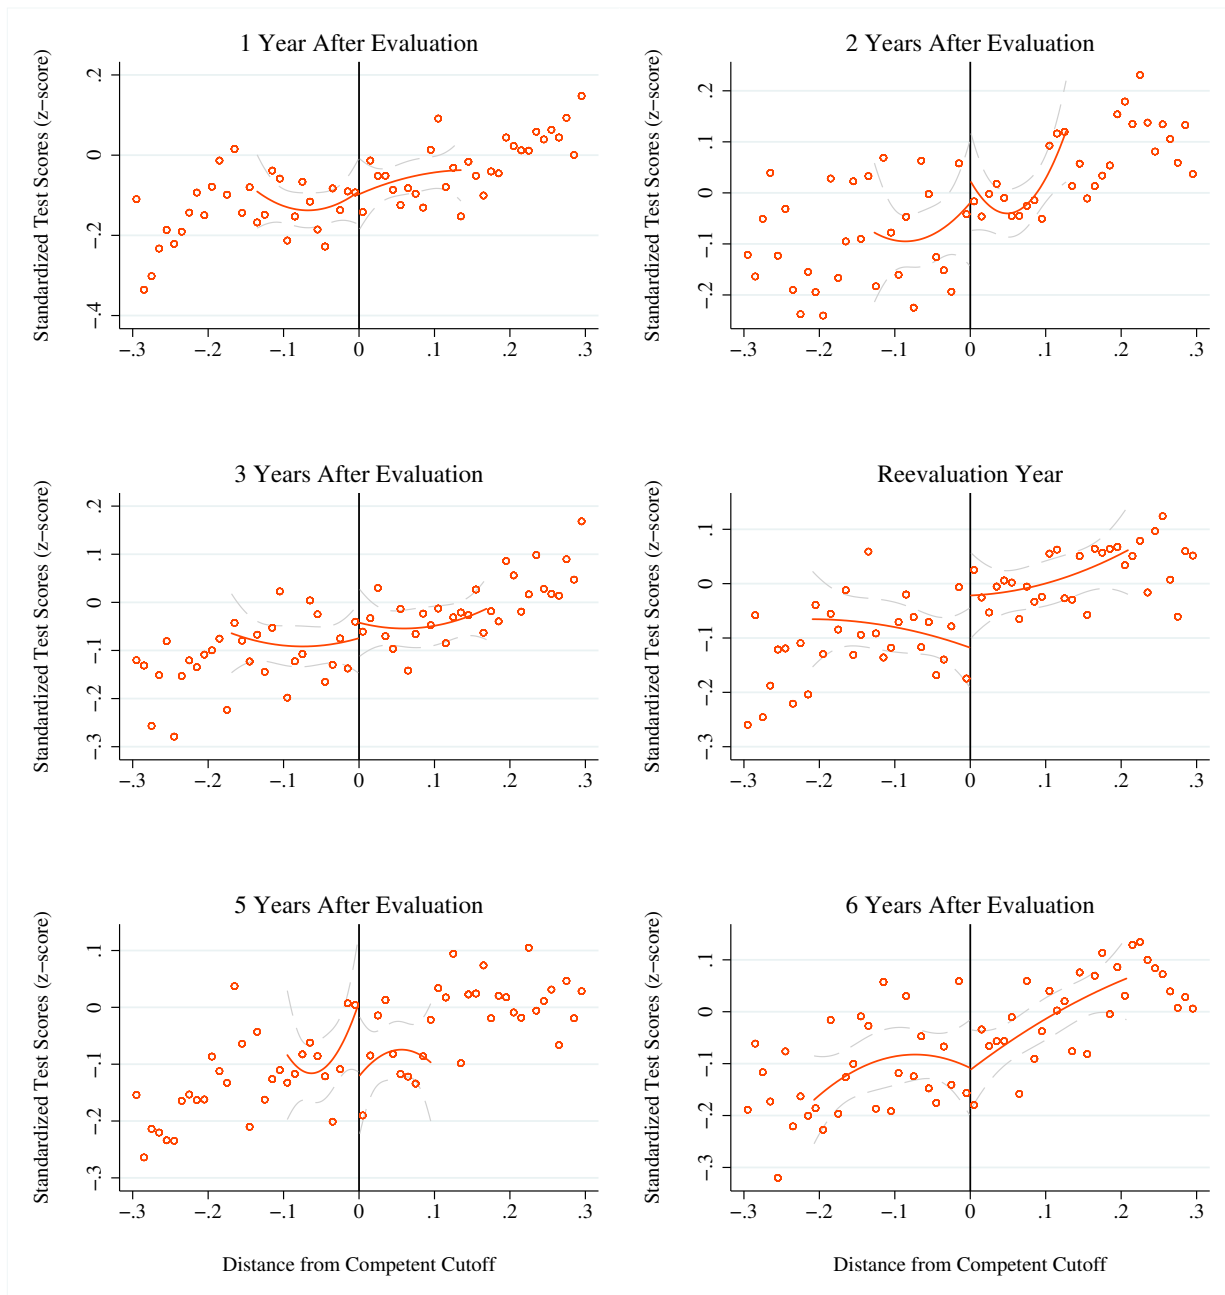 1 Year After Evaluation
Standardized Test Scores (z−score)
.2
0
−.2
−.4
−.3 −.2 −.1 0 .1 .2 .3
2 Years After Evaluation
Standardized Test Scores (z−score)
.2
.1
0
−.1
−.2
−.3 −.2 −.1 0 .1 .2 .3
3 Years After Evaluation
Standardized Test Scores (z−score)
.2
.1
0
−.1
−.2
−.3
−.3 −.2 −.1 0 .1 .2 .3
Reevaluation Year
Standardized Test Scores (z−score)
.1
0
−.1
−.2
−.3
−.3 −.2 −.1 0 .1 .2 .3
5 Years After Evaluation
Standardized Test Scores (z−score)
.1
0
−.1
−.2
−.3
−.3 −.2 −.1 0 .1 .2 .3
Distance from Competent Cutoff
6 Years After Evaluation
Standardized Test Scores (z−score)
.1
0
−.1
−.2
−.3
−.3 −.2 −.1 0 .1 .2 .3
Distance from Competent Cutoff